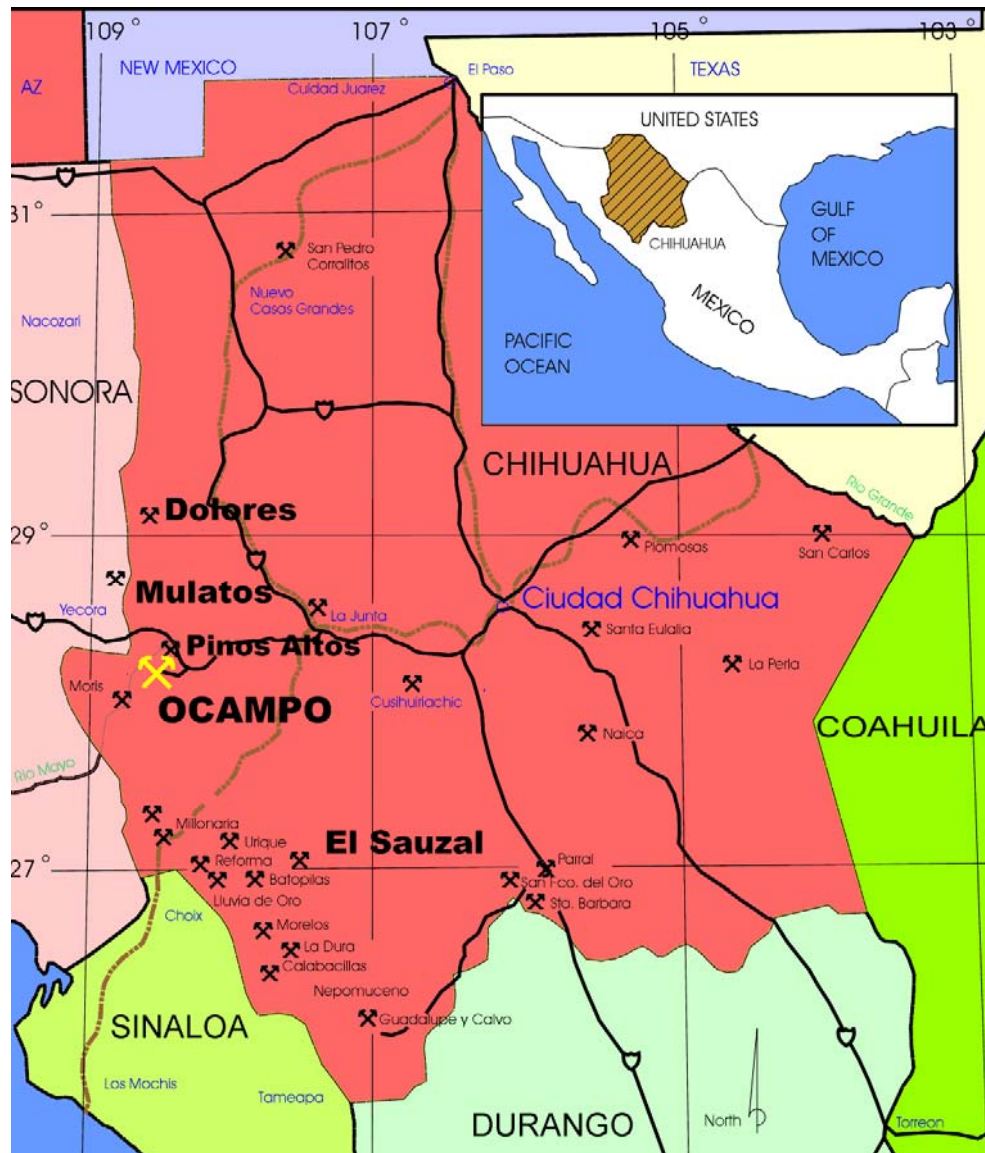 109° 107° 105° 103°
AZ
NEW MEXICO
Cuidad Juarez
El Paso
TEXAS
UNITED STATES
CHIHUAHUA
GULF
OF
MEXICO
MEXICO
PACIFIC
OCEAN
31°
San Pedro
Corralitos
Nuevo
Casas Grandes
Nacozari
SONORA
CHIHUAHUA
Rio Grande
Dolores
29°
Plomosas
San Carlos
Mulatos
Yecora
La Junta
Ciudad Chihuahua
Santa Eulalia
Pinos Altos
La Perla
Moris
OCAMPO
Cusihuiriachic
COAHUILA
Naica
Rio Mayo
Millonaria
Urique
El Sauzal
27°
Reforma
Parral
Batopilas
San Fco. del Oro
Lluvia de Oro
Sta. Barbara
Choix
Morelos
La Dura
Calabacillas
Nepomuceno
Guadalupe y Calvo
SINALOA
Los Mochis
Tameapa
DURANGO
North
Torreon